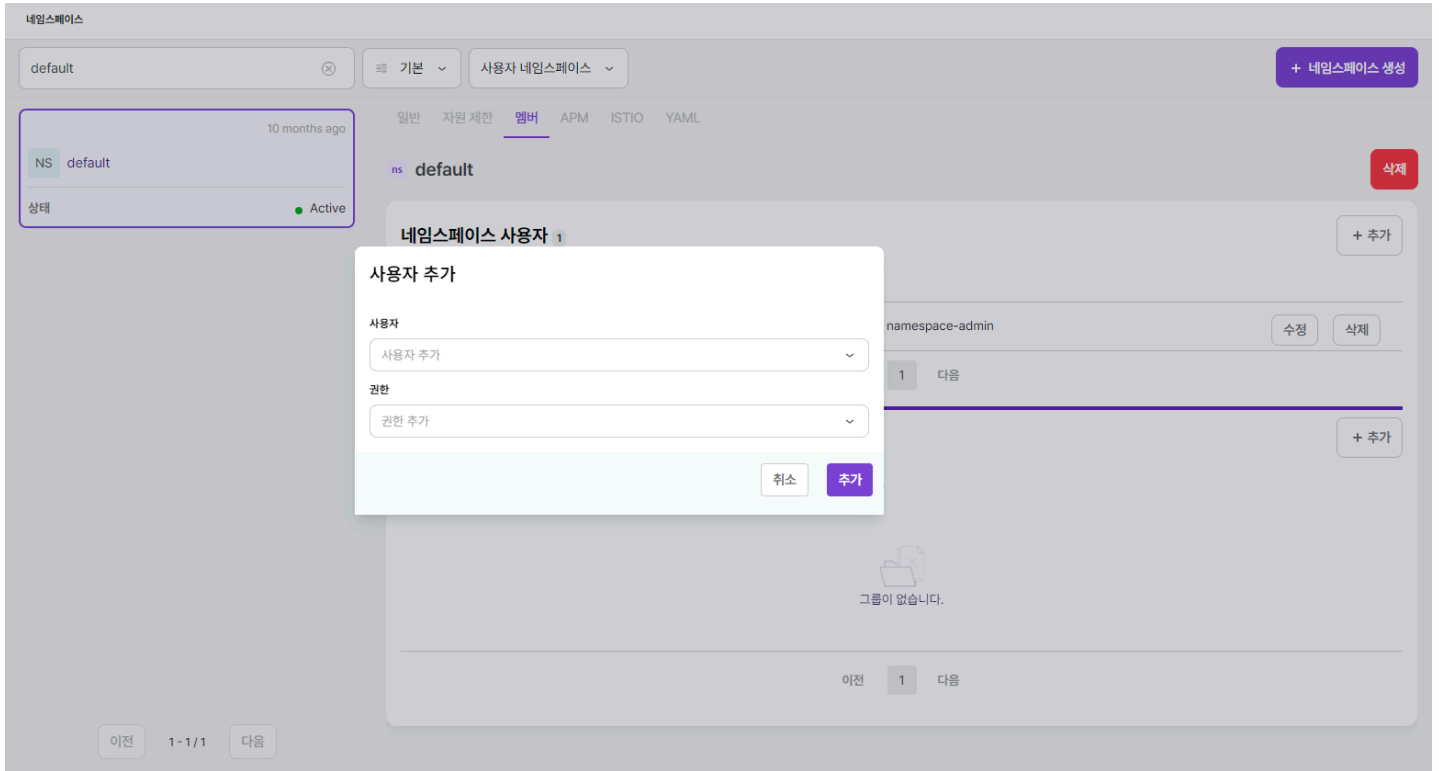 네임스페이스
default
기본
사용자 네임스페이스
+ 네임스페이스 생성
10 months ago
NS default
상태 Active
일반 자원 제한 멤버 APM ISTIO YAML
ns default
삭제
네임스페이스 사용자 1
+ 추가
사용자 추가
사용자
사용자 추가
권한
권한 추가
취소 추가
namespace-admin
수정 삭제
1 다음
+ 추가
그룹이 없습니다.
이전 1 다음
이전 1 - 1 / 1 다음